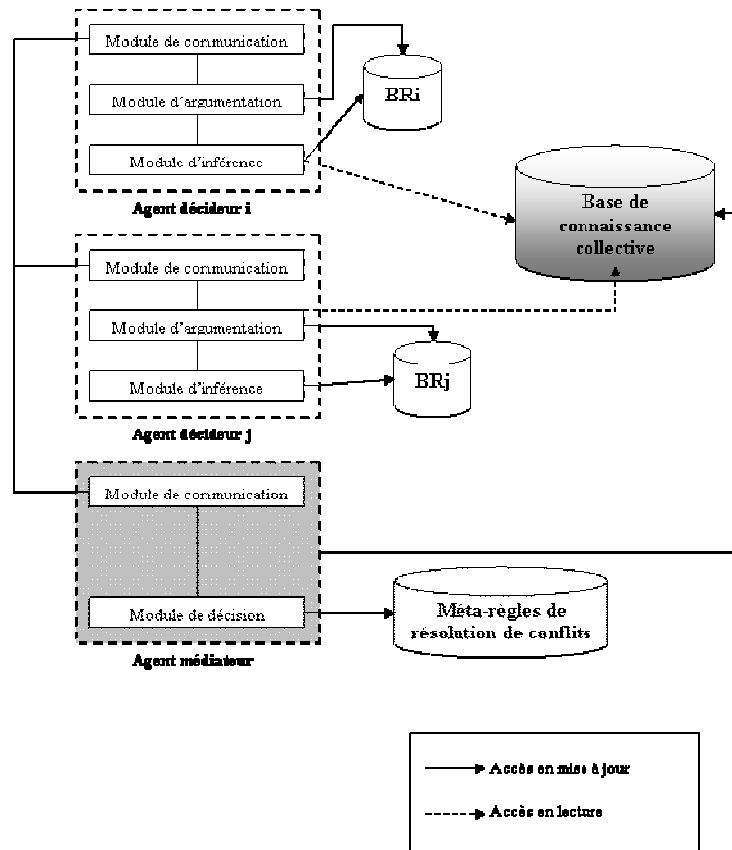 Module de communication
Module d'argumentation
Module d'inférence
Agent décideur i
BRi
Base de
connaissance
collective
Module de communication
Module d'argumentation
Module d'inférence
Agent décideur j
BRj
Module de communication
Module de décision
Agent médiateur
Méta-règles de
résolution de conflits
Accès en mise à jour
Accès en lecture